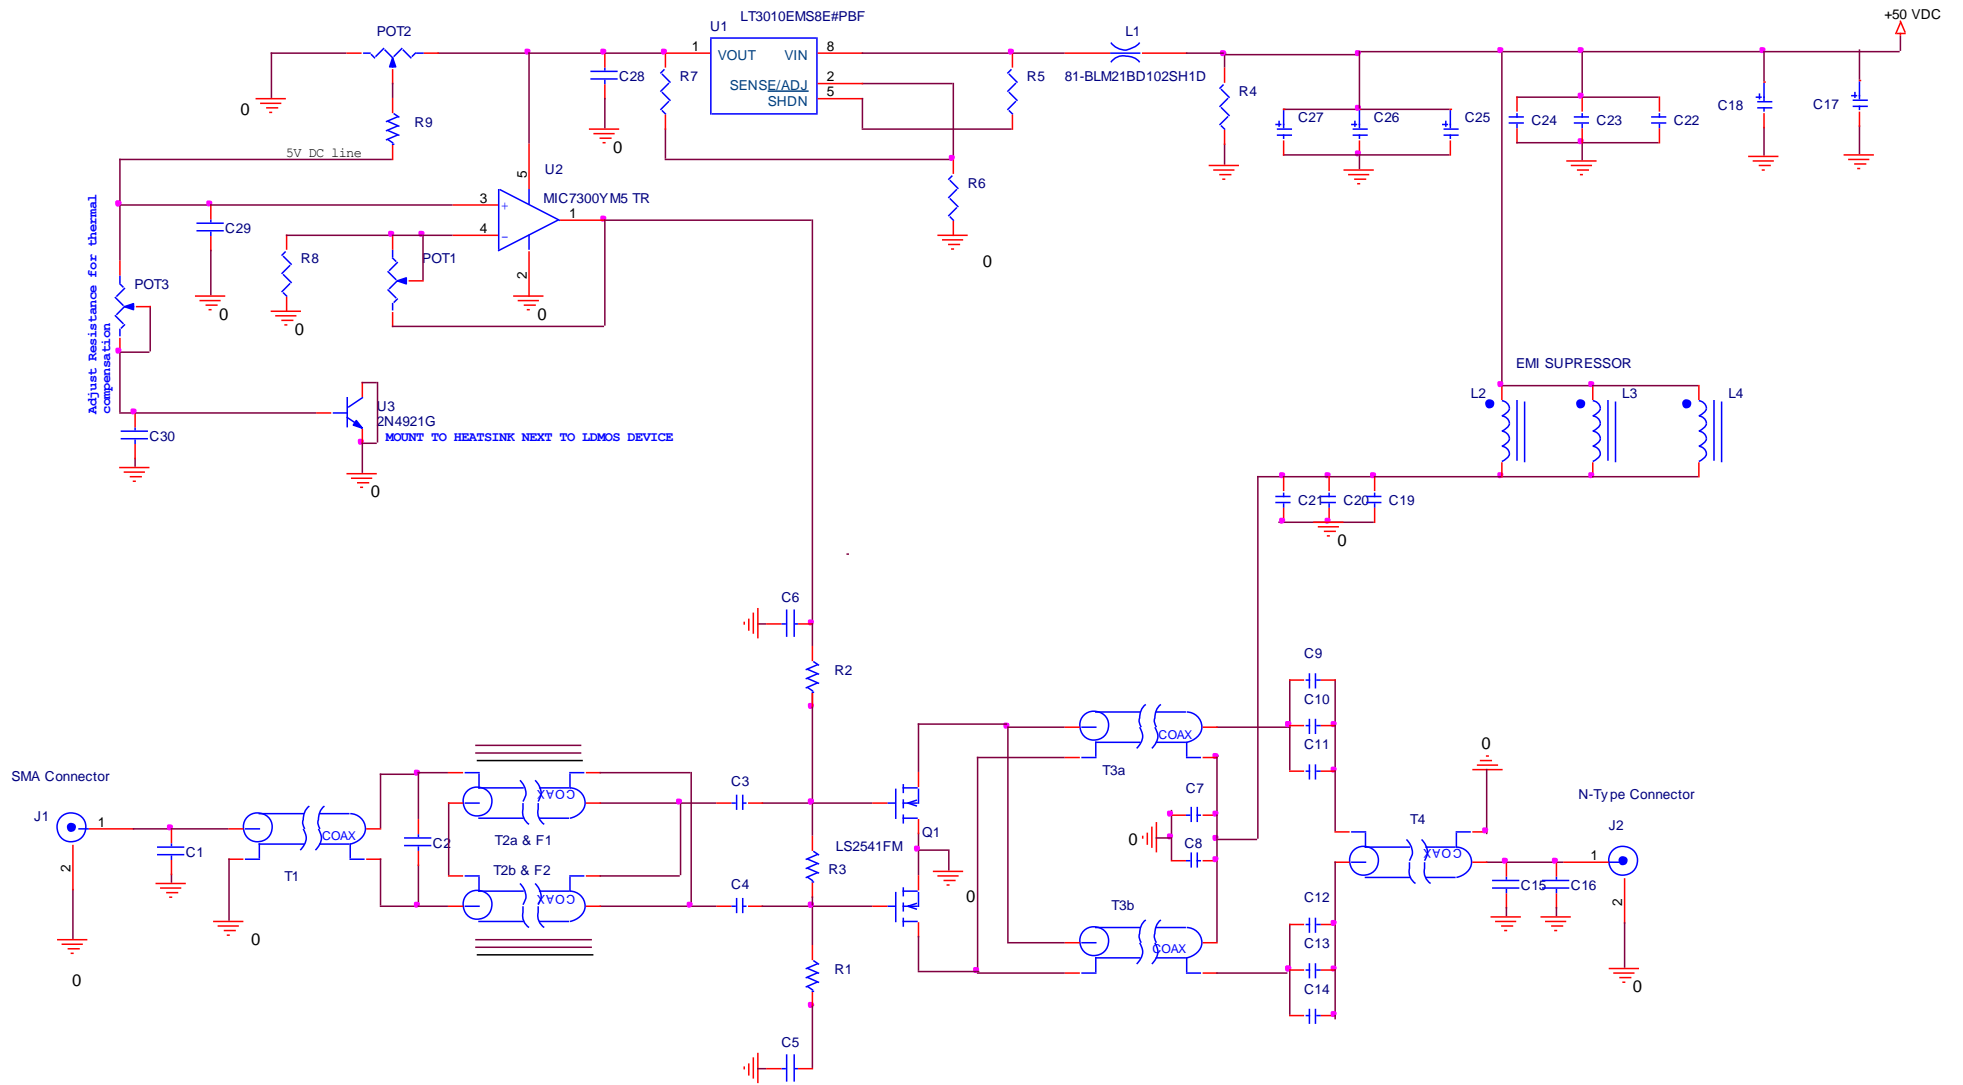 +50 VDC
LT3010EMS8E#PBF
U1
POT2
L1
1
VOUT
VIN
8
C28
R7
SENSE/ADJ
2
SHDN
5
R5
81-BLM21BD102SH1D
R4
C27
C26
C25
C24
C23
C22
C18
C17
0
R9
0
5V DC line
U2
5
R6
MIC7300YM5 TR
3
+
1
4
-
C29
R8
POT1
2
0
Adjust Resistance for thermal
compensation
POT3
0
0
0
EMI SUPRESSOR
L2
L3
L4
U3
2N4921G
MOUNT TO HEATSINK NEXT TO LDMOS DEVICE
C30
0
C21
C20
C19
0
C6
R2
C9
C10
C11
COAX
T3a
0
SMA Connector
J1
1
2
0
C1
COAX
T1
0
C2
COAX
T2a & F1
T2b & F2
COAX
C3
C4
R3
Q1
LS2541FM
0
C7
0
C8
T4
COAX
N-Type Connector
J2
1
C15
C16
2
0
T3b
COAX
C12
C13
C14
R1
C5